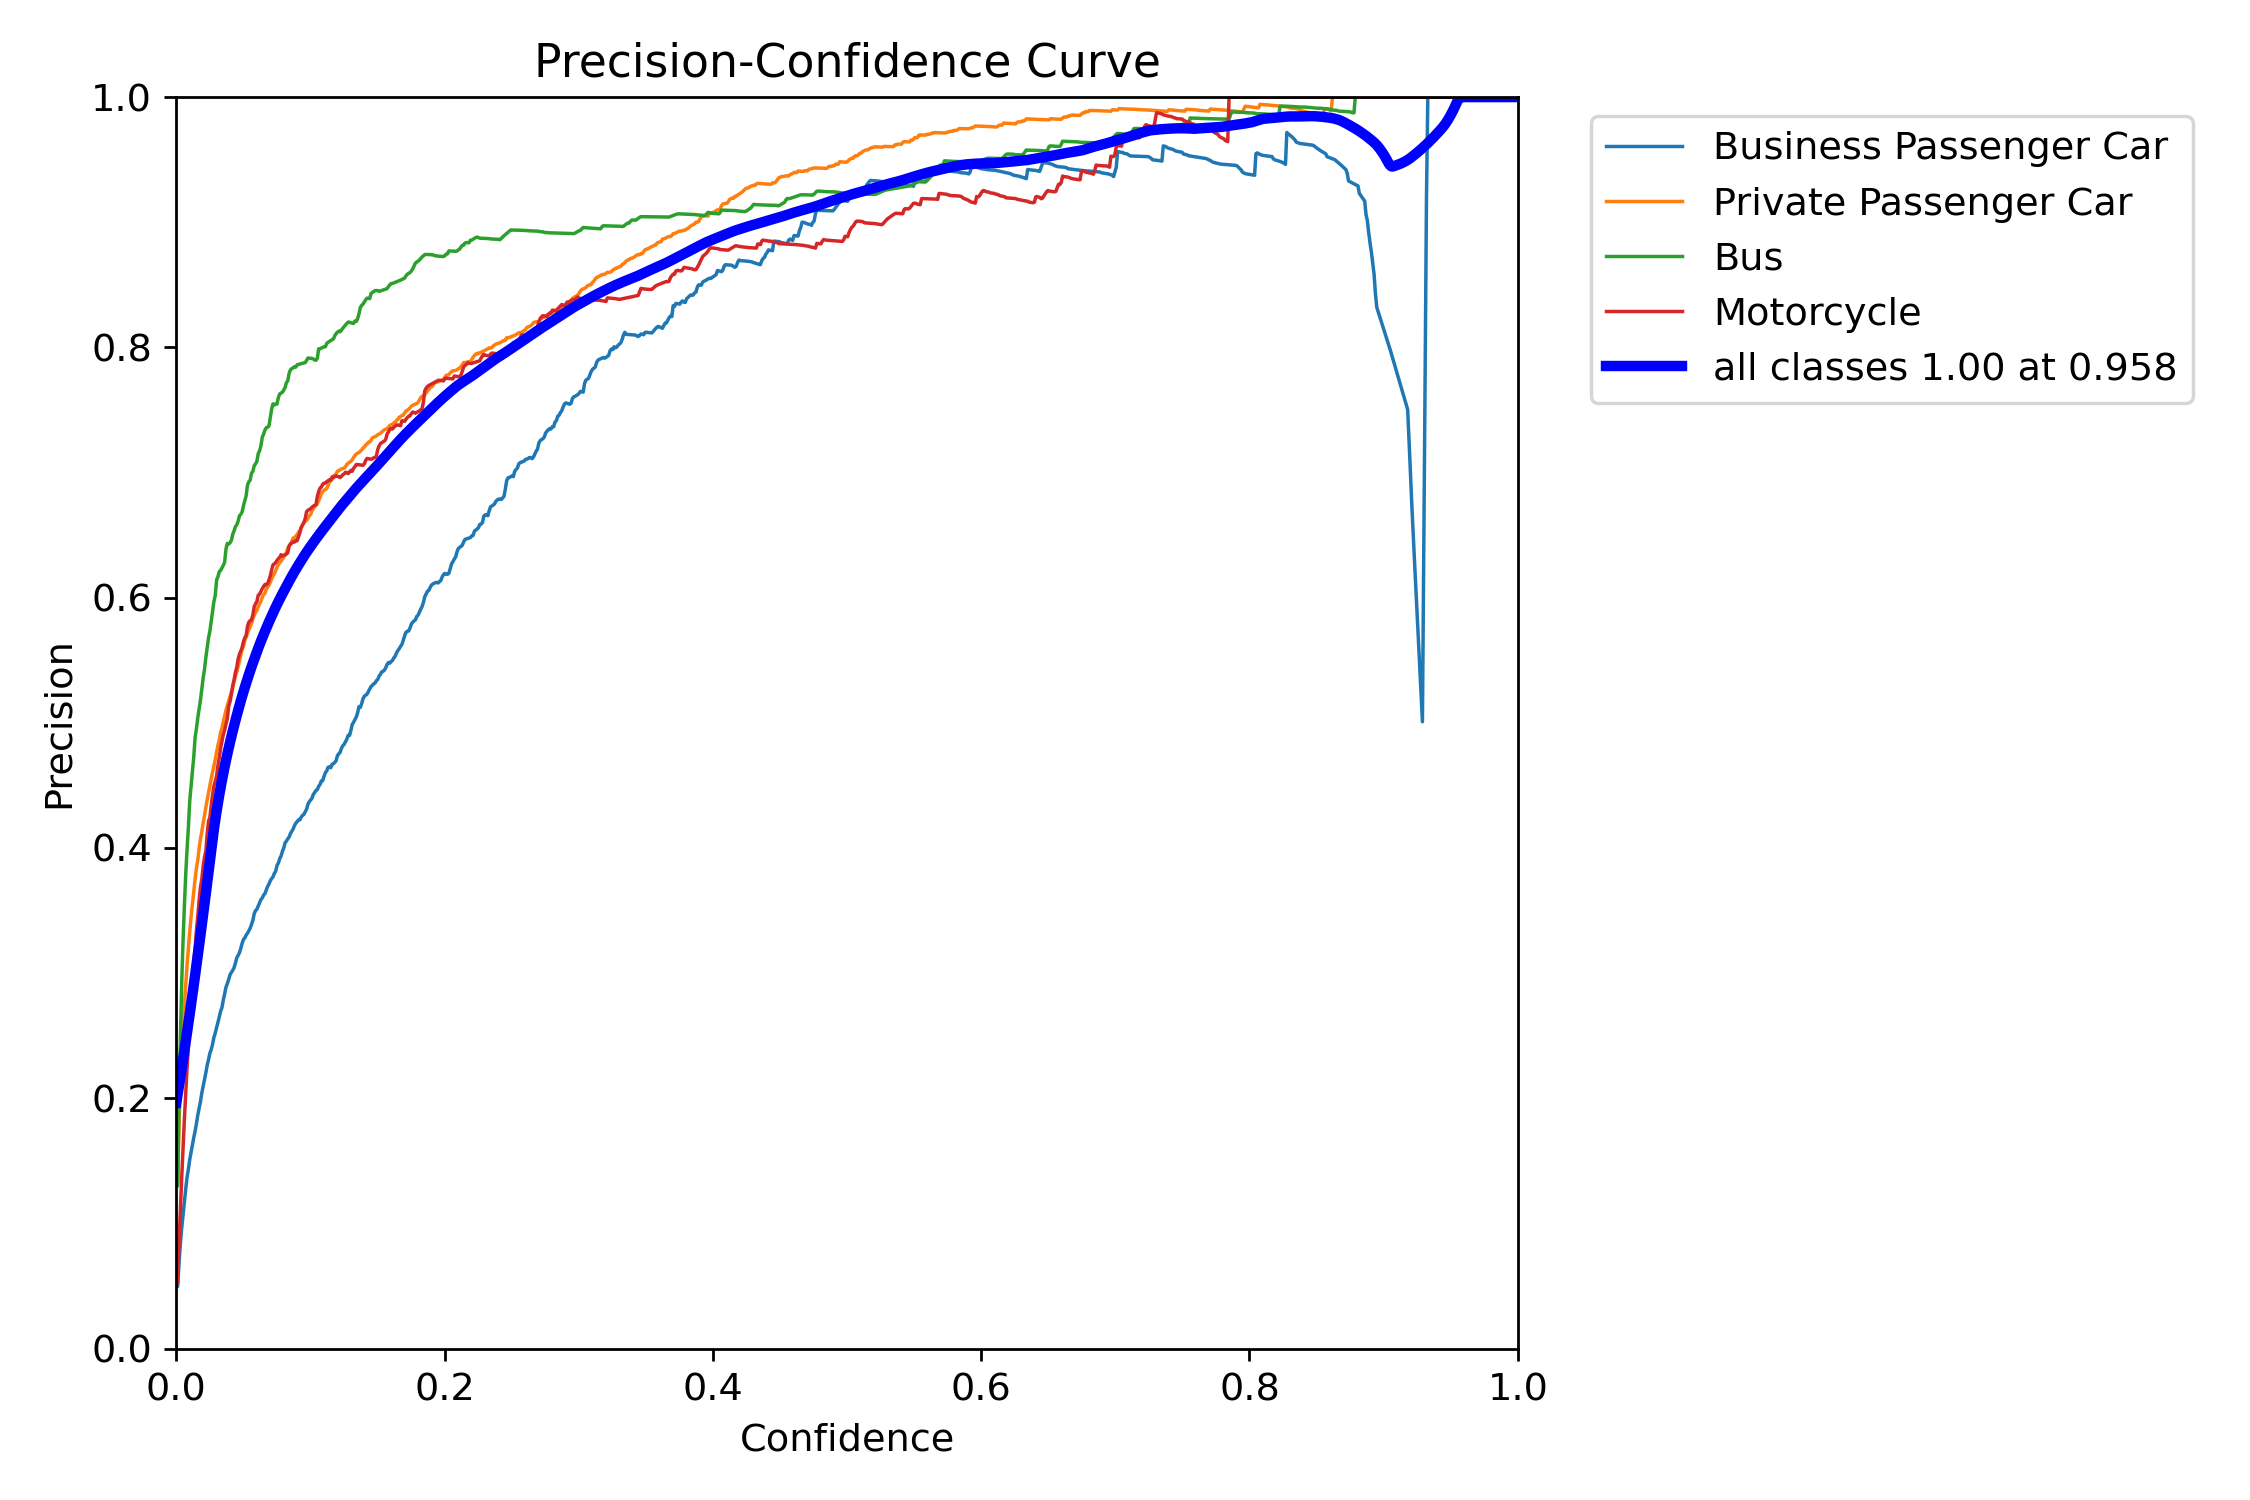 Precision-Confidence Curve
1.0
0.8
0.6
0.4
0.2
0.0
Precision
0.0 0.2 0.4 0.6 0.8 1.0
Confidence
Business Passenger Car
Private Passenger Car
Bus
Motorcycle
all classes 1.00 at 0.958